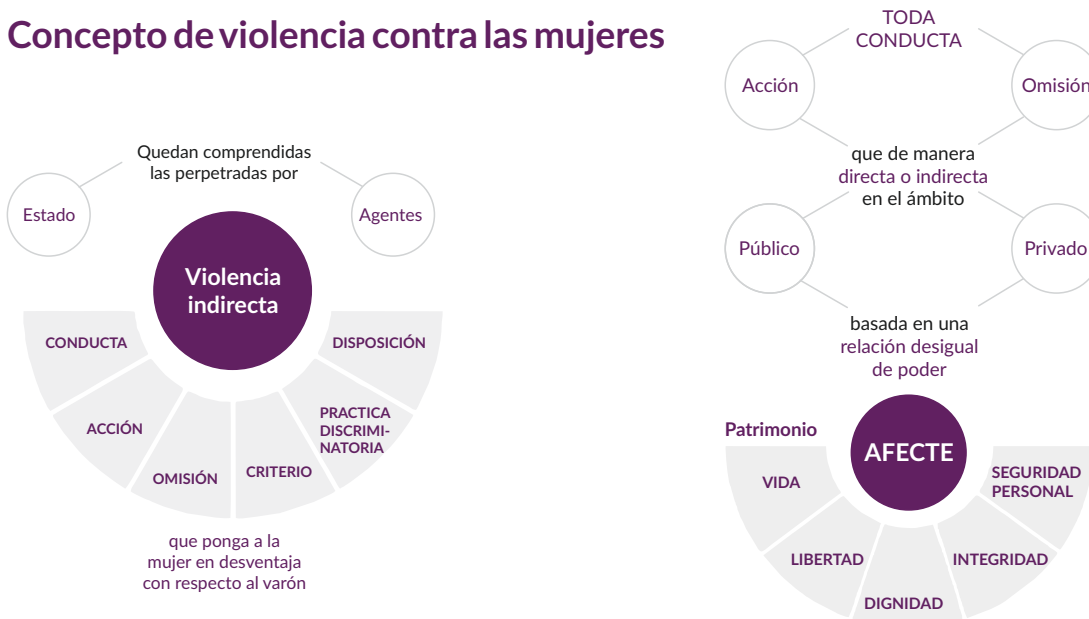 Concepto de violencia contra las mujeres
Quedan comprendidas
las perpetradas por
Estado
Agentes
Violencia
indirecta
CONDUCTA
ACCIÓN
OMISIÓN
CRITERIO
PRACTICA
DISCRIMI-
NATORIA
DISPOSICIÓN
que ponga a la
mujer en desventaja
con respecto al varón
TODA
CONDUCTA
Acción
Omisión
que de manera
directa o indirecta
en el ámbito
Público
Privado
basada en una
relación desigual
de poder
AFECTE
Patrimonio
VIDA
LIBERTAD
DIGNIDAD
INTEGRIDAD
SEGURIDAD
PERSONAL